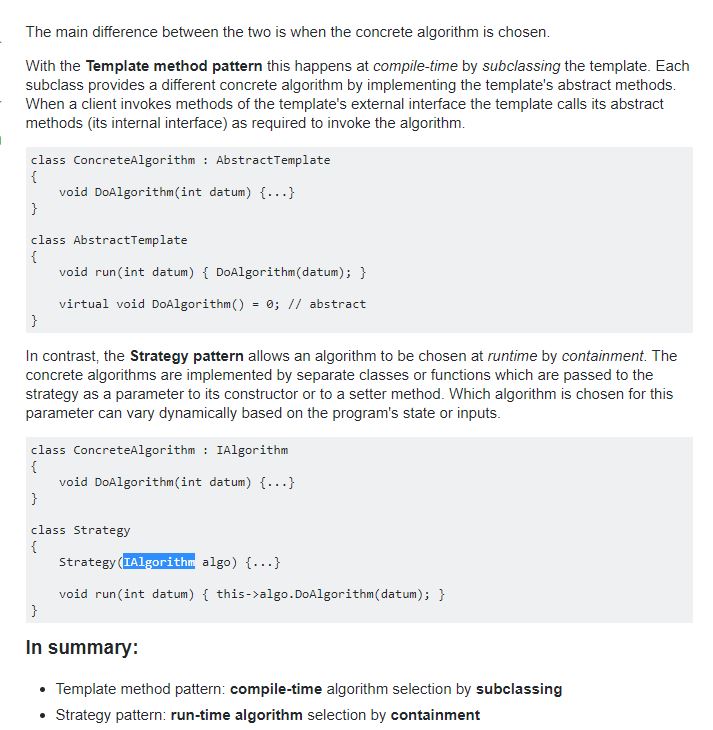 The main difference between the two is when the concrete algorithm is chosen.
With the Template method pattern this happens at compile-time by subclassing the template. Each
subclass provides a different concrete algorithm by implementing the template's abstract methods.
When a client invokes methods of the template's external interface the template calls its abstract
methods (its internal interface) as required to invoke the algorithm.
class ConcreteAlgorithm : AbstractTemplate
{
    void DoAlgorithm(int datum) {...}
}
class AbstractTemplate
{
    void run(int datum) { DoAlgorithm(datum); }
    virtual void DoAlgorithm() = 0; // abstract
}
In contrast, the Strategy pattern allows an algorithm to be chosen at runtime by containment. The
concrete algorithms are implemented by separate classes or functions which are passed to the
strategy as a parameter to its constructor or to a setter method. Which algorithm is chosen for this
parameter can vary dynamically based on the program's state or inputs.
class ConcreteAlgorithm : IAlgorithm
{
    void DoAlgorithm(int datum) {...}
}
class Strategy
{
    Strategy(IAlgorithm algo) {...}
    void run(int datum) { this->algo.DoAlgorithm(datum); }
}
In summary:
• Template method pattern: compile-time algorithm selection by subclassing
• Strategy pattern: run-time algorithm selection by containment